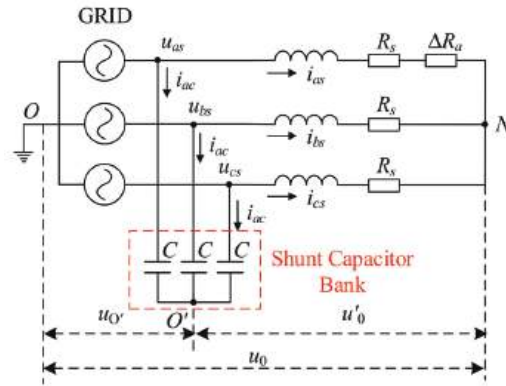 GRID
u_as i_as R_s ΔR_a
i_ac
O u_bs i_bs R_s N
i_ac
u_cs i_cs R_s
i_ac
C C C
Shunt Capacitor
Bank
u_O' O' u'_0
u_0